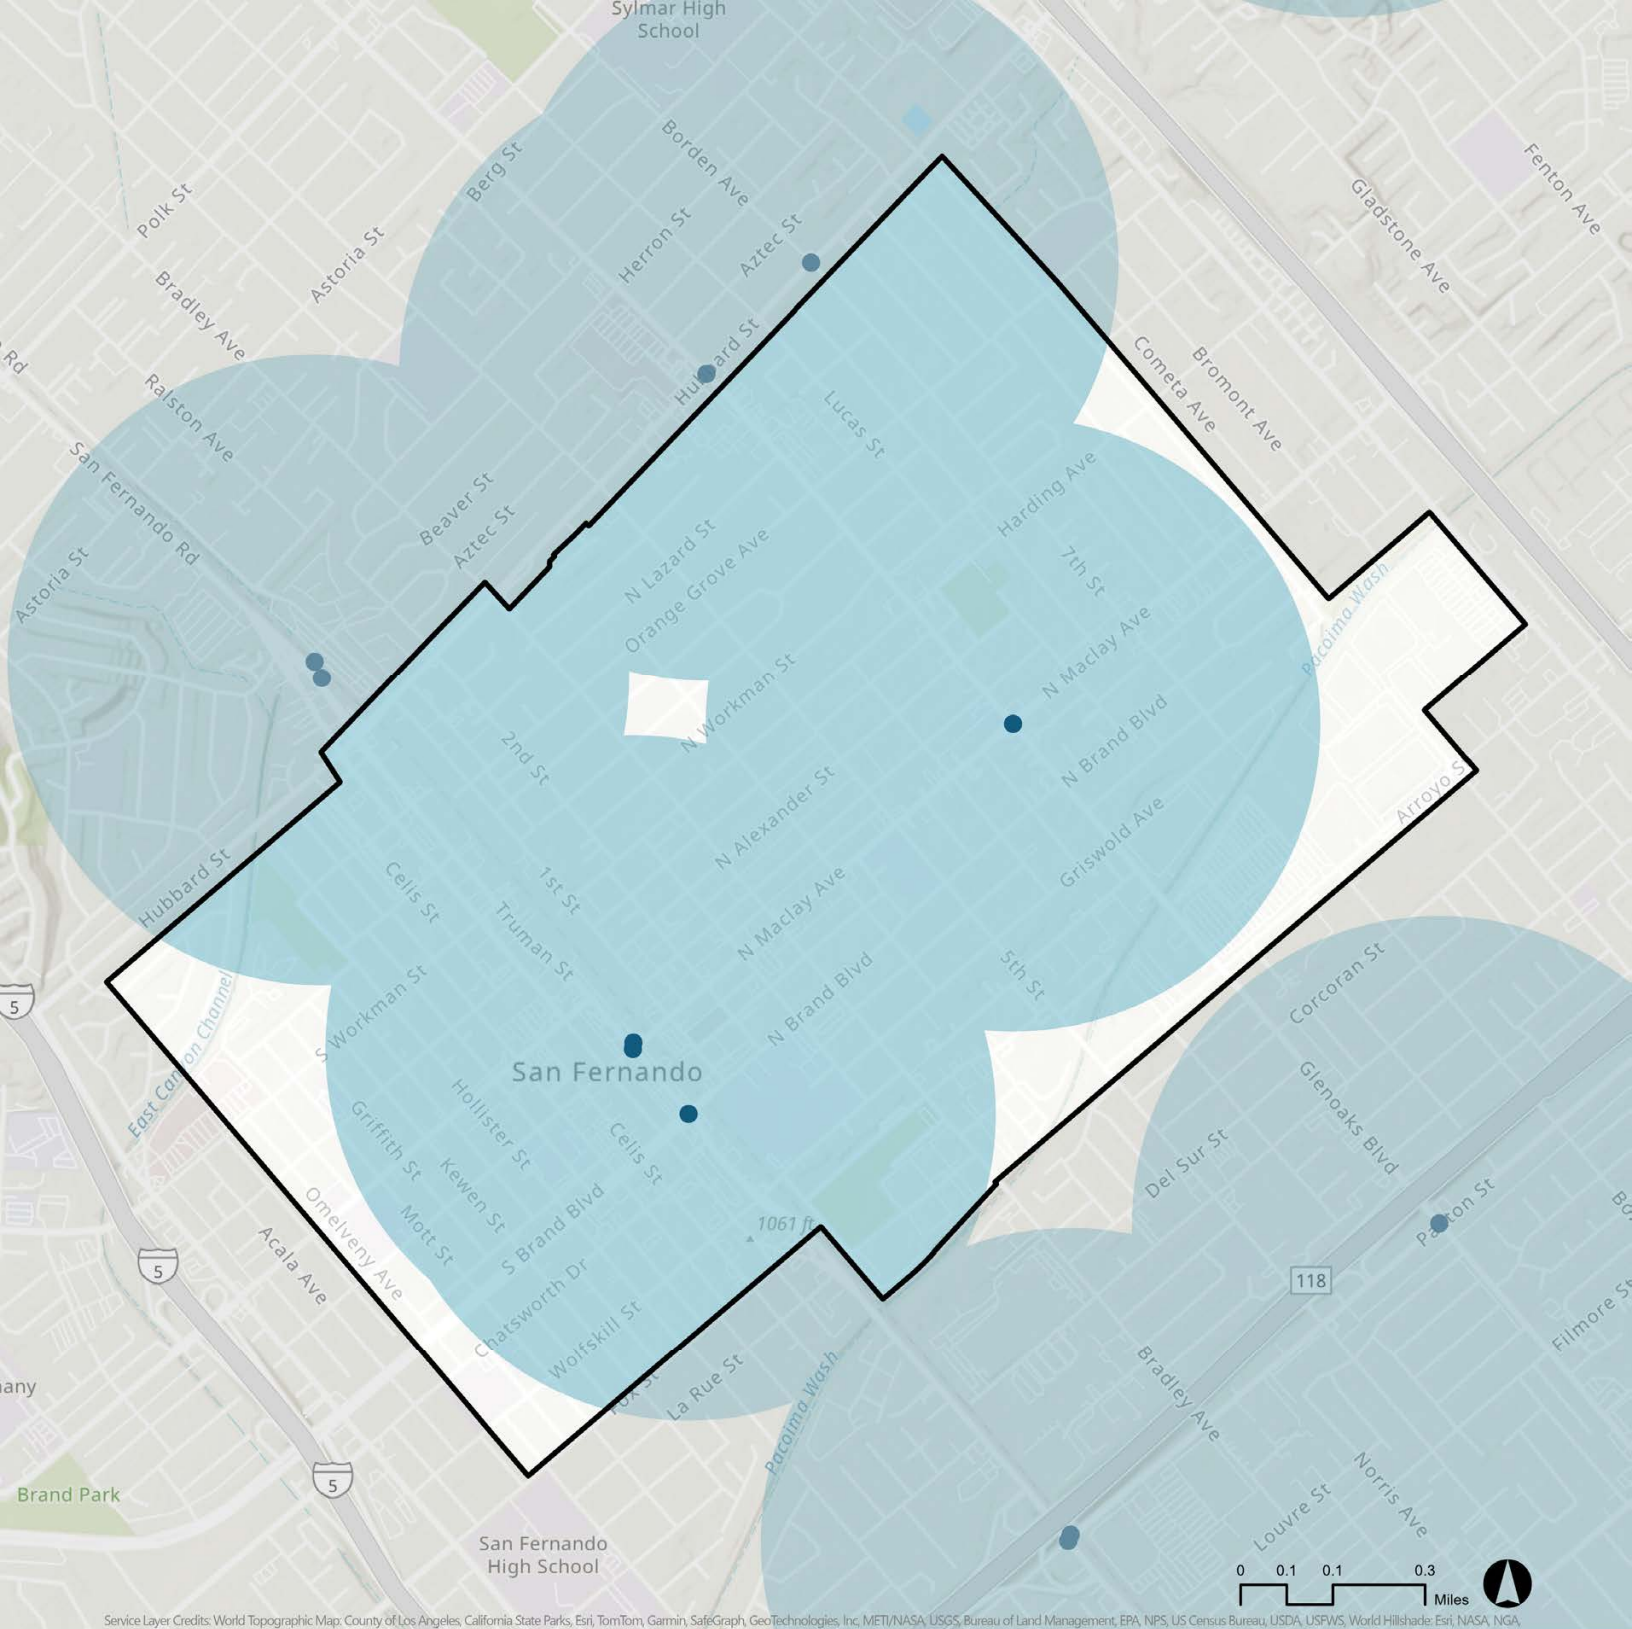 Sylmar High
School
Borden Ave
Berg St
Polk St
Fenton Ave
Gladstone Ave
Herron St
Aztec St
Astoria St
Bradley Ave
Hubbard St
Cometa Ave
Bromont Ave
Rd
Ralston Ave
Lucas St
San Fernando Rd
Beaver St
Aztec St
Harding Ave
N Lazard St
Orange Grove Ave
7th St
Astoria St
Pacoima Wash
N Maclay Ave
N Workman St
N Brand Blvd
2nd St
N Alexander St
Arroyo S
Griswold Ave
Hubbard St
Celis St
1st St
Truman St
N Maclay Ave
N Brand Blvd
5th St
Corcoran St
5
S Workman St
East Canyon Channel
San Fernando
Hollister St
Griffith St
Celis St
Glenoaks Blvd
Kewen St
Del Sur St
Omelveny Ave
Mott St
S Brand Blvd
Paxton St
1061 ft
Acala Ave
5
118
Chatsworth Dr
Wolfskill St
Filmore St
Fox St
La Rue St
Pacoima Wash
Bradley Ave
5
Norris Ave
Louvre St
Brand Park
San Fernando
High School
0 0.1 0.1 0.3
Miles
Service Layer Credits: World Topographic Map: County of Los Angeles, California State Parks, Esri, TomTom, Garmin, SafeGraph, GeoTechnologies, Inc, METI/NASA, USGS, Bureau of Land Management, EPA, NPS, US Census Bureau, USDA, USFWS, World Hillshade: Esri, NASA, NGA,